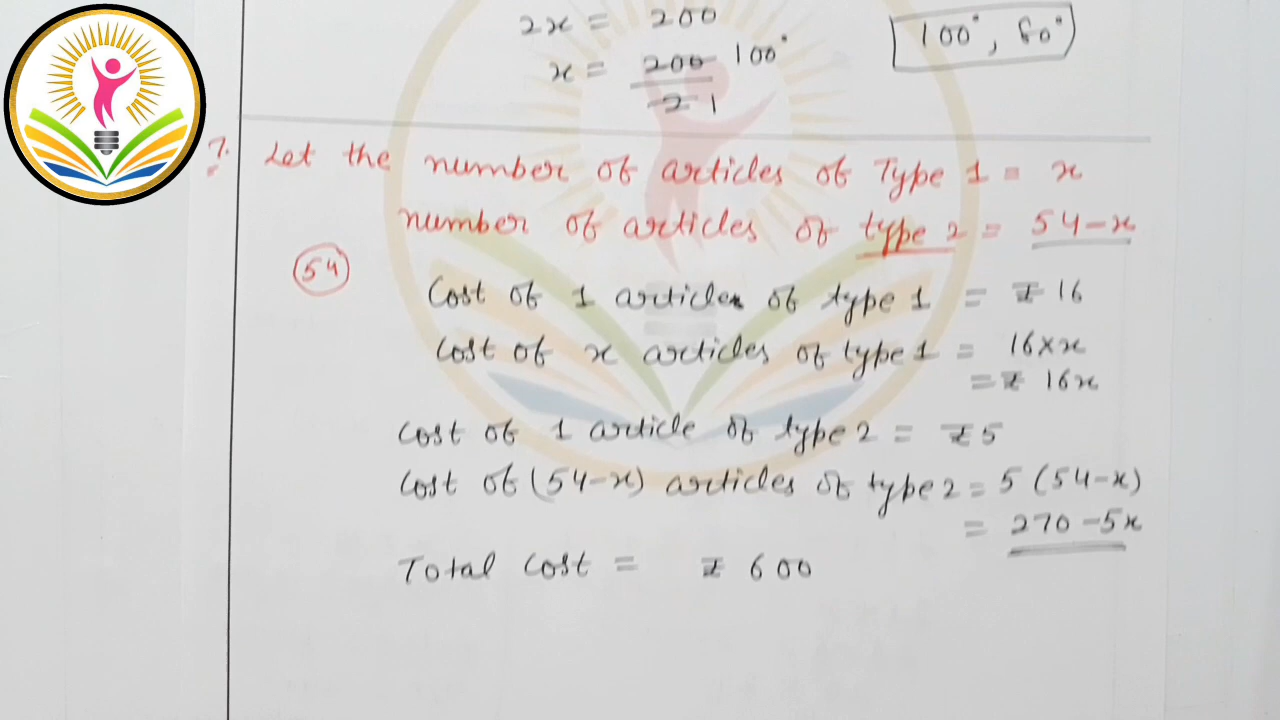 2x = 200
x = 200 100°
2 1
100°, 80°
7. Let the number of articles of Type 1 = x
number of articles of type 2 = 54-x
54
Cost of 1 article of type 1 = ₹ 16
Cost of x articles of type 1 = 16×x
= ₹ 16x
Cost of 1 article of type 2 = ₹5
Cost of (54-x) articles of type 2 = 5 (54-x)
= 270-5x
Total cost = ₹ 600